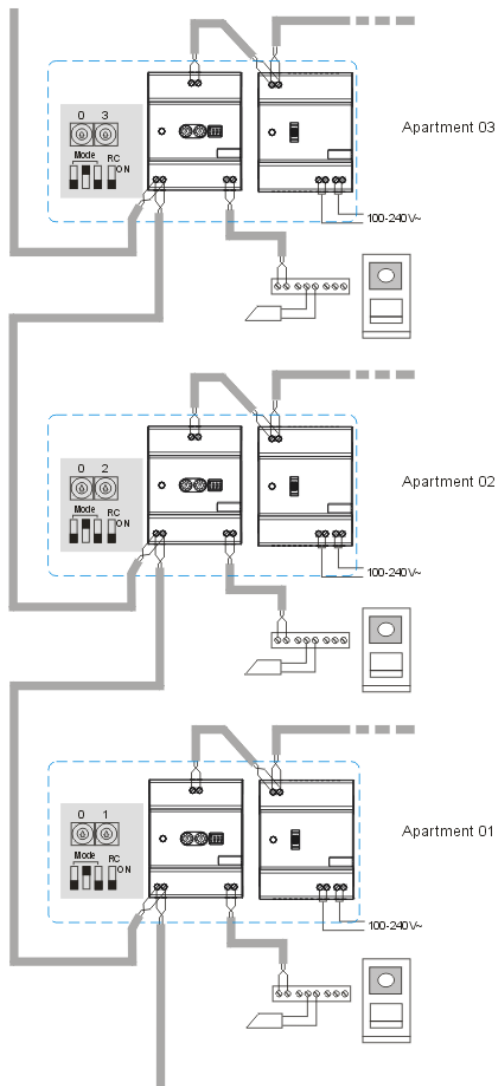 0 3
Mode RC
ON
Apartment 03
100-240V~
0 2
Mode RC
ON
Apartment 02
100-240V~
0 1
Mode RC
ON
Apartment 01
100-240V~